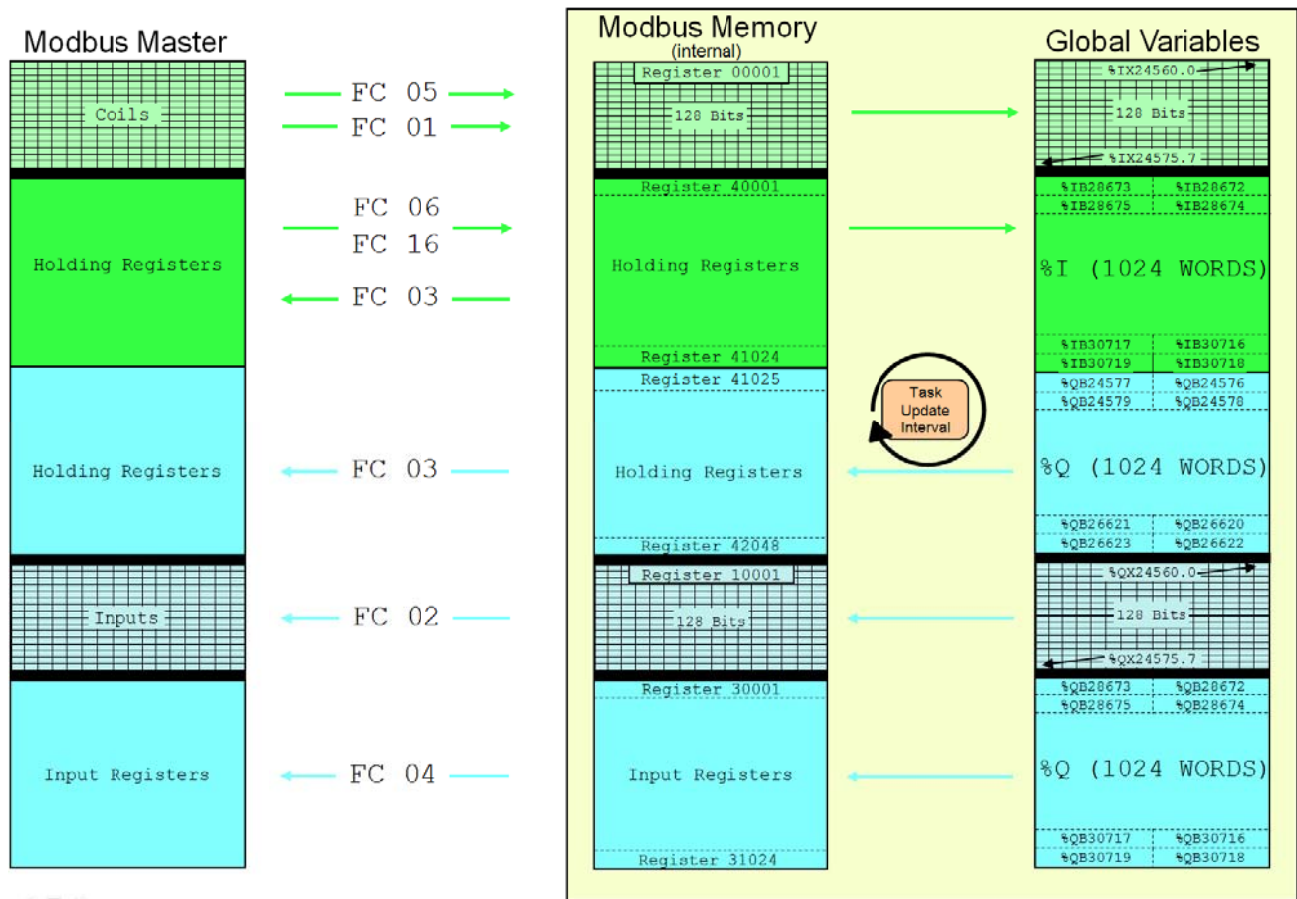 Modbus Master
Modbus Memory
(internal)
Global Variables
Coils
FC 05
FC 01
Register 00001
128 Bits
%IX24560.0
128 Bits
%IX24575.7
Holding Registers
FC 06
FC 16
FC 03
Register 40001
Holding Registers
Register 41024
%IB28673 %IB28672
%IB28675 %IB28674
%I (1024 WORDS)
%IB30717 %IB30716
%IB30719 %IB30718
Task
Update
Interval
Holding Registers
FC 03
Register 41025
Holding Registers
Register 42048
%QB24577 %QB24576
%QB24579 %QB24578
%Q (1024 WORDS)
%QB26621 %QB26620
%QB26623 %QB26622
Inputs
FC 02
Register 10001
128 Bits
%QX24560.0
128 Bits
%QX24575.7
Input Registers
FC 04
Register 30001
Input Registers
Register 31024
%QB28673 %QB28672
%QB28675 %QB28674
%Q (1024 WORDS)
%QB30717 %QB30716
%QB30719 %QB30718